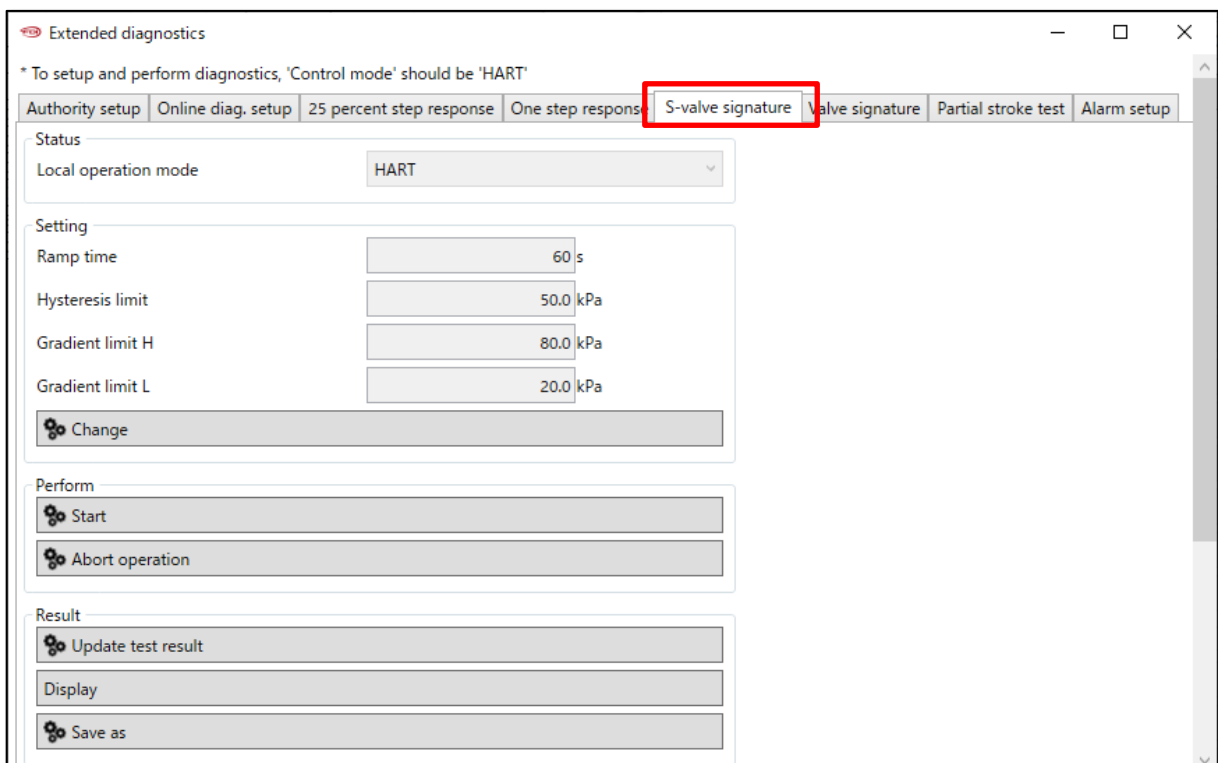 Extended diagnostics
* To setup and perform diagnostics, 'Control mode' should be 'HART'
Authority setup Online diag. setup 25 percent step response One step response S-valve signature Valve signature Partial stroke test Alarm setup
Status
Local operation mode HART
Setting
Ramp time 60 s
Hysteresis limit 50.0 kPa
Gradient limit H 80.0 kPa
Gradient limit L 20.0 kPa
Change
Perform
Start
Abort operation
Result
Update test result
Display
Save as